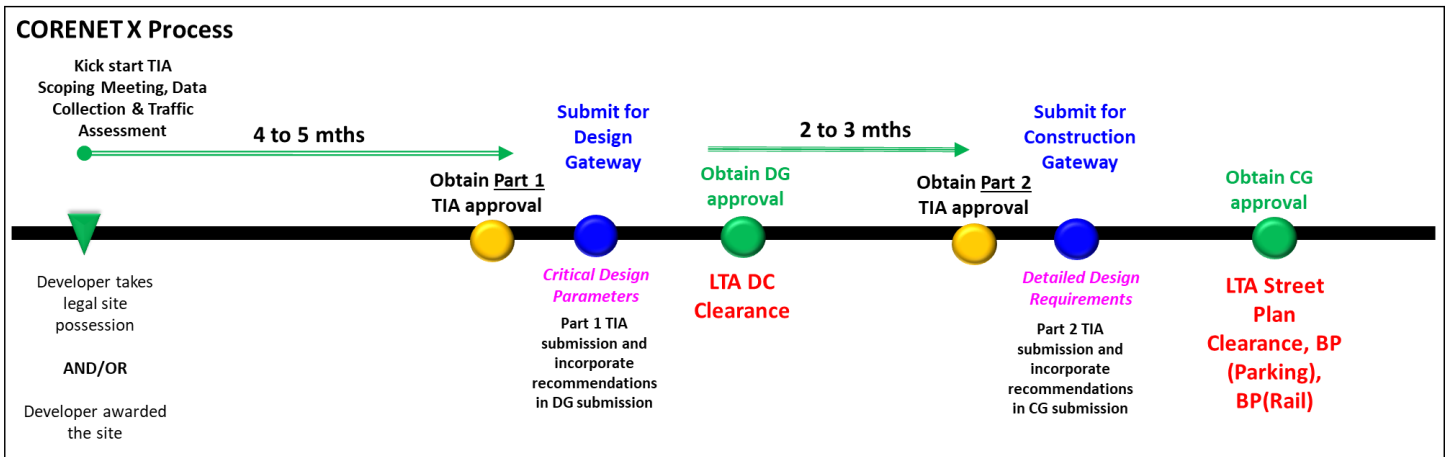 CORENET X Process
Kick start TIA
Scoping Meeting, Data
Collection & Traffic
Assessment
4 to 5 mths
Obtain Part 1
TIA approval
Submit for
Design
Gateway
2 to 3 mths
Obtain DG
approval
Obtain Part 2
TIA approval
Submit for
Construction
Gateway
Obtain CG
approval
Developer takes
legal site
possession
AND/OR
Developer awarded
the site
Critical Design
Parameters
Part 1 TIA
submission and
incorporate
recommendations
in DG submission
LTA DC
Clearance
Detailed Design
Requirements
Part 2 TIA
submission and
incorporate
recommendations
in CG submission
LTA Street
Plan
Clearance, BP
(Parking),
BP(Rail)